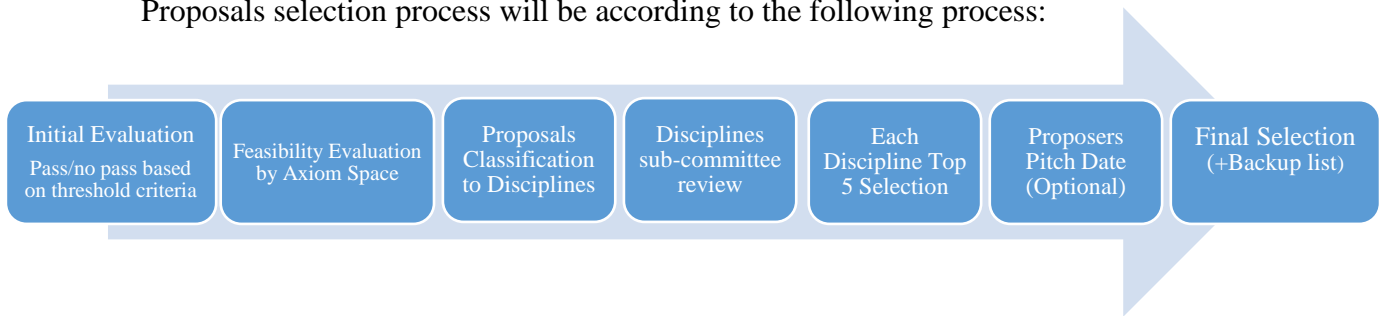 Proposals selection process will be according to the following process:
Initial Evaluation
Pass/no pass based
on threshold criteria
Feasibility Evaluation
by Axiom Space
Proposals
Classification
to Disciplines
Disciplines
sub-committee
review
Each
Discipline Top
5 Selection
Proposers
Pitch Date
(Optional)
Final Selection
(+Backup list)